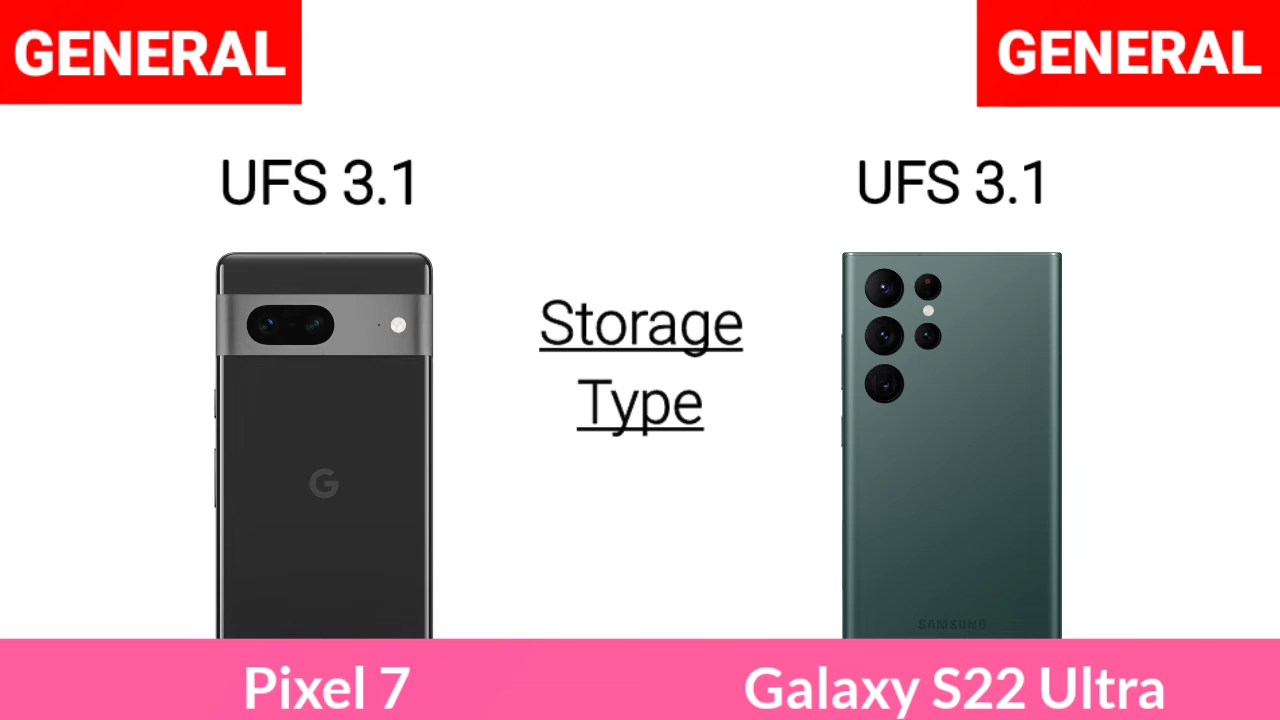 GENERAL
GENERAL
UFS 3.1
UFS 3.1
Storage
Type
G
SAMSUNG
Pixel 7
Galaxy S22 Ultra